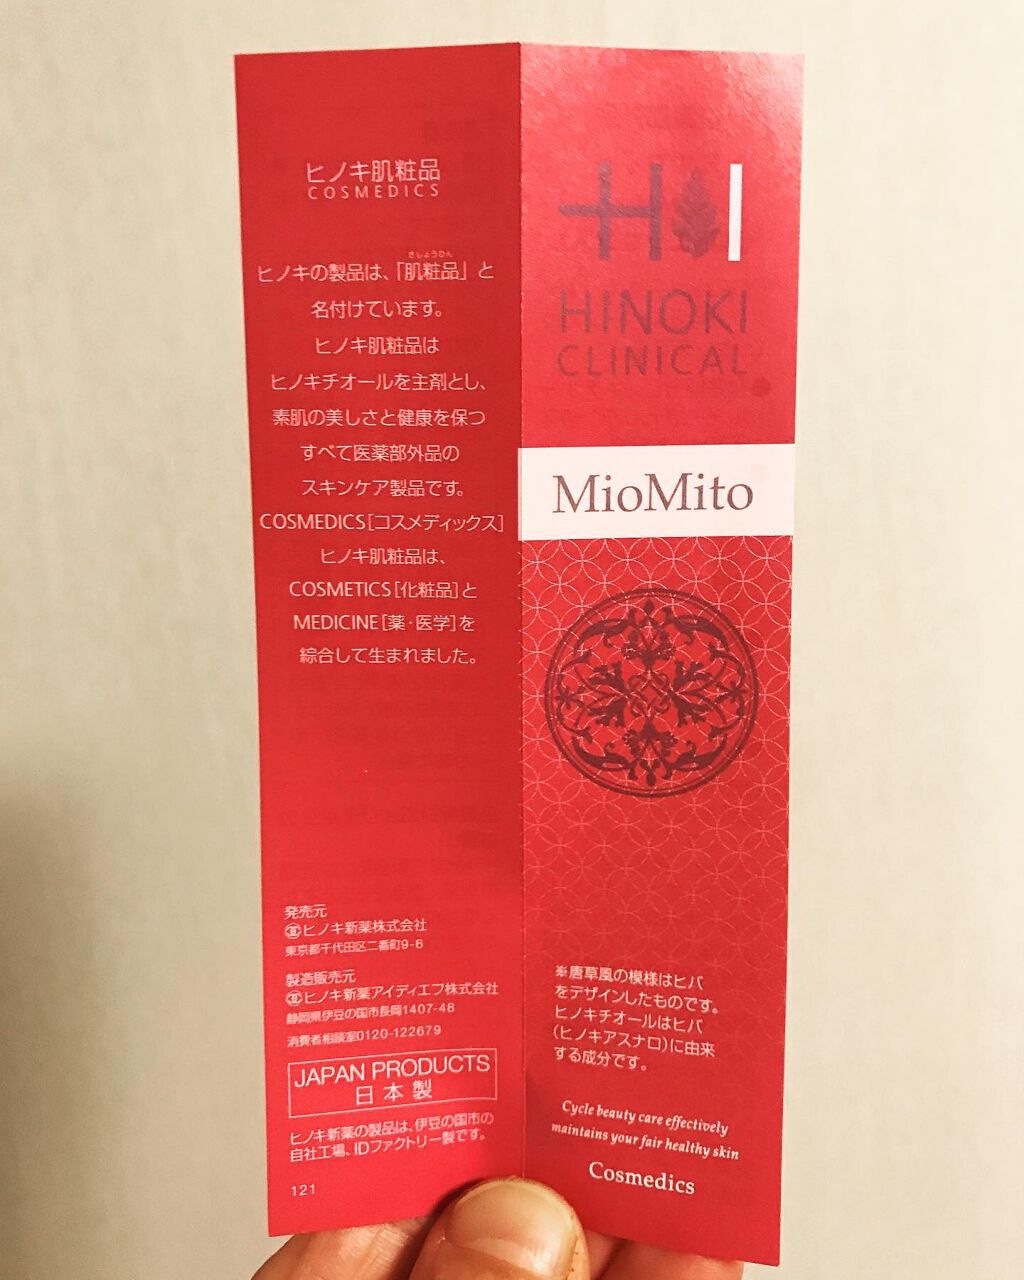 ヒノキ肌粧品
COSMEDICS
きしょうひん
ヒノキの製品は、「肌粧品」と
名付けています。
ヒノキ肌粧品は
ヒノキチオールを主剤とし、
素肌の美しさと健康を保つ
すべて医薬部外品の
スキンケア製品です。
COSMEDICS[コスメディックス]
ヒノキ肌粧品は、
COSMETICS[化粧品]と
MEDICINE[薬・医学]を
綜合して生まれました。
発売元
ヒノキ新薬株式会社
東京都千代田区二番町9-6
製造販売元
ヒノキ新薬アイディエフ株式会社
静岡県伊豆の国市長岡1407-48
消費者相談室0120-122679
JAPAN PRODUCTS
日本製
ヒノキ新薬の製品は、伊豆の国市の
自社工場、IDファクトリー製です。
121
HI
HINOKI
CLINICAL
MioMito
※唐草風の模様はヒバ
をデザインしたものです。
ヒノキチオールはヒバ
(ヒノキアスナロ)に由来
する成分です。
Cycle beauty care effectively
maintains your fair healthy skin
Cosmedics